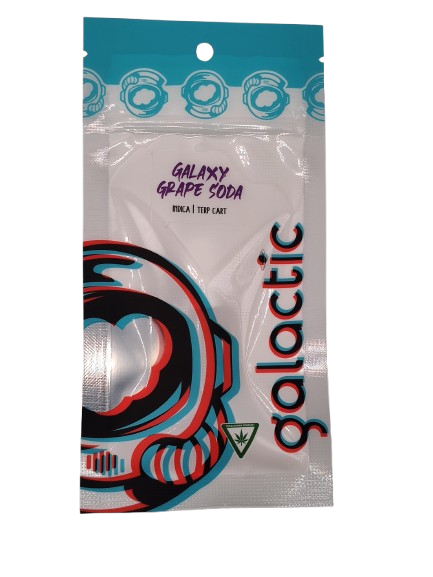 GALAXY
GRAPE SODA
INDICA | TERP CART
galactic